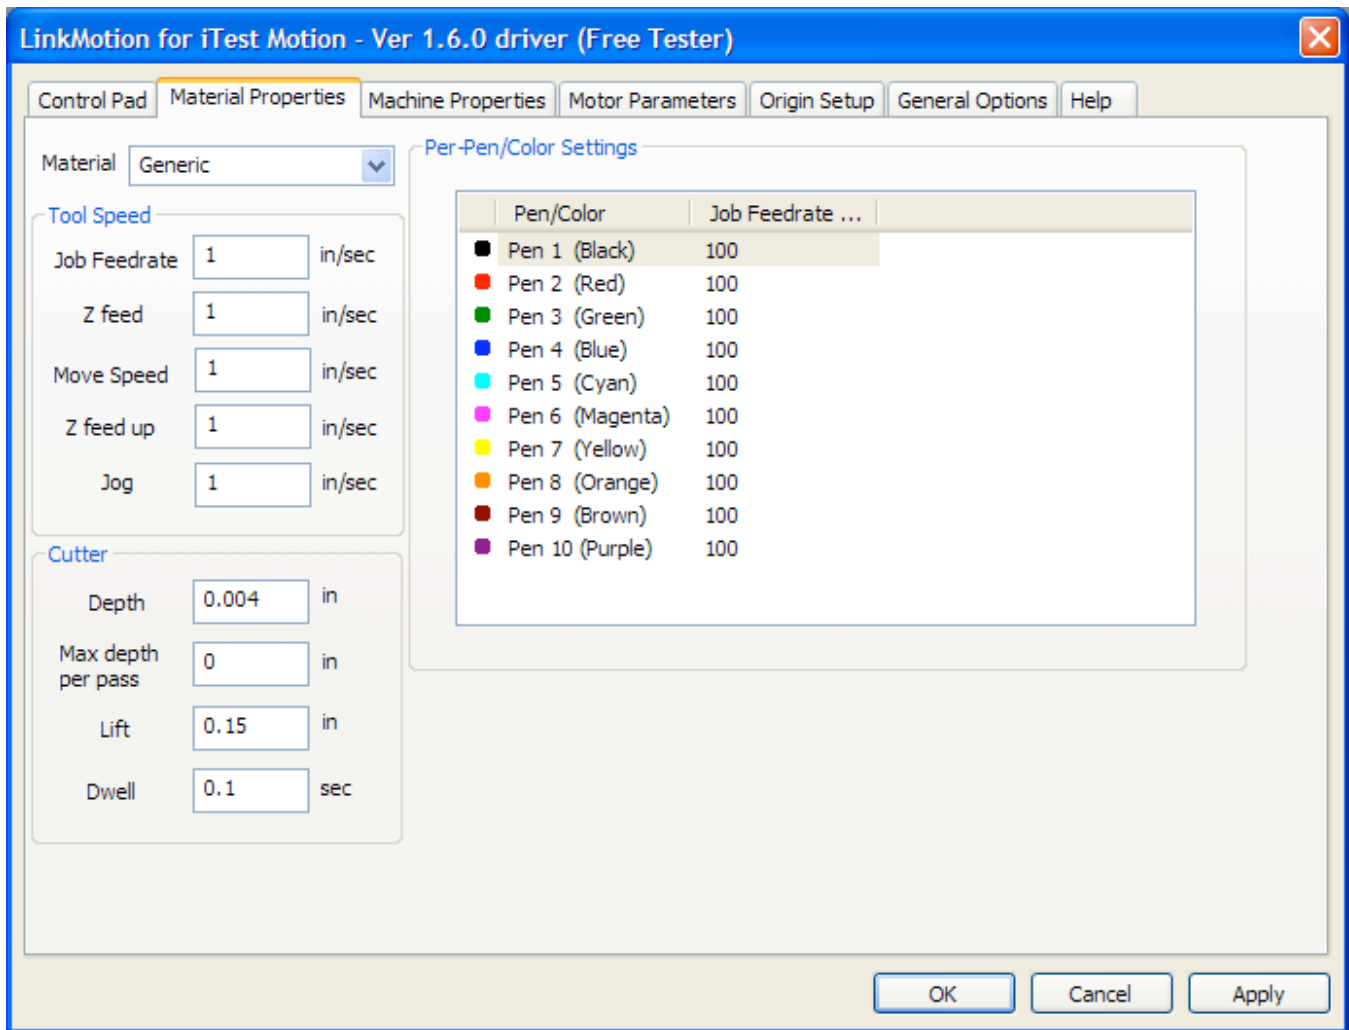 LinkMotion for iTest Motion - Ver 1.6.0 driver (Free Tester)
Control Pad Material Properties Machine Properties Motor Parameters Origin Setup General Options Help
Material Generic
Tool Speed
Job Feedrate 1 in/sec
Z feed 1 in/sec
Move Speed 1 in/sec
Z feed up 1 in/sec
Jog 1 in/sec
Cutter
Depth 0.004 in
Max depth
per pass 0 in
Lift 0.15 in
Dwell 0.1 sec
Per-Pen/Color Settings
Pen/Color Job Feedrate ...
Pen 1 (Black) 100
Pen 2 (Red) 100
Pen 3 (Green) 100
Pen 4 (Blue) 100
Pen 5 (Cyan) 100
Pen 6 (Magenta) 100
Pen 7 (Yellow) 100
Pen 8 (Orange) 100
Pen 9 (Brown) 100
Pen 10 (Purple) 100
OK Cancel Apply